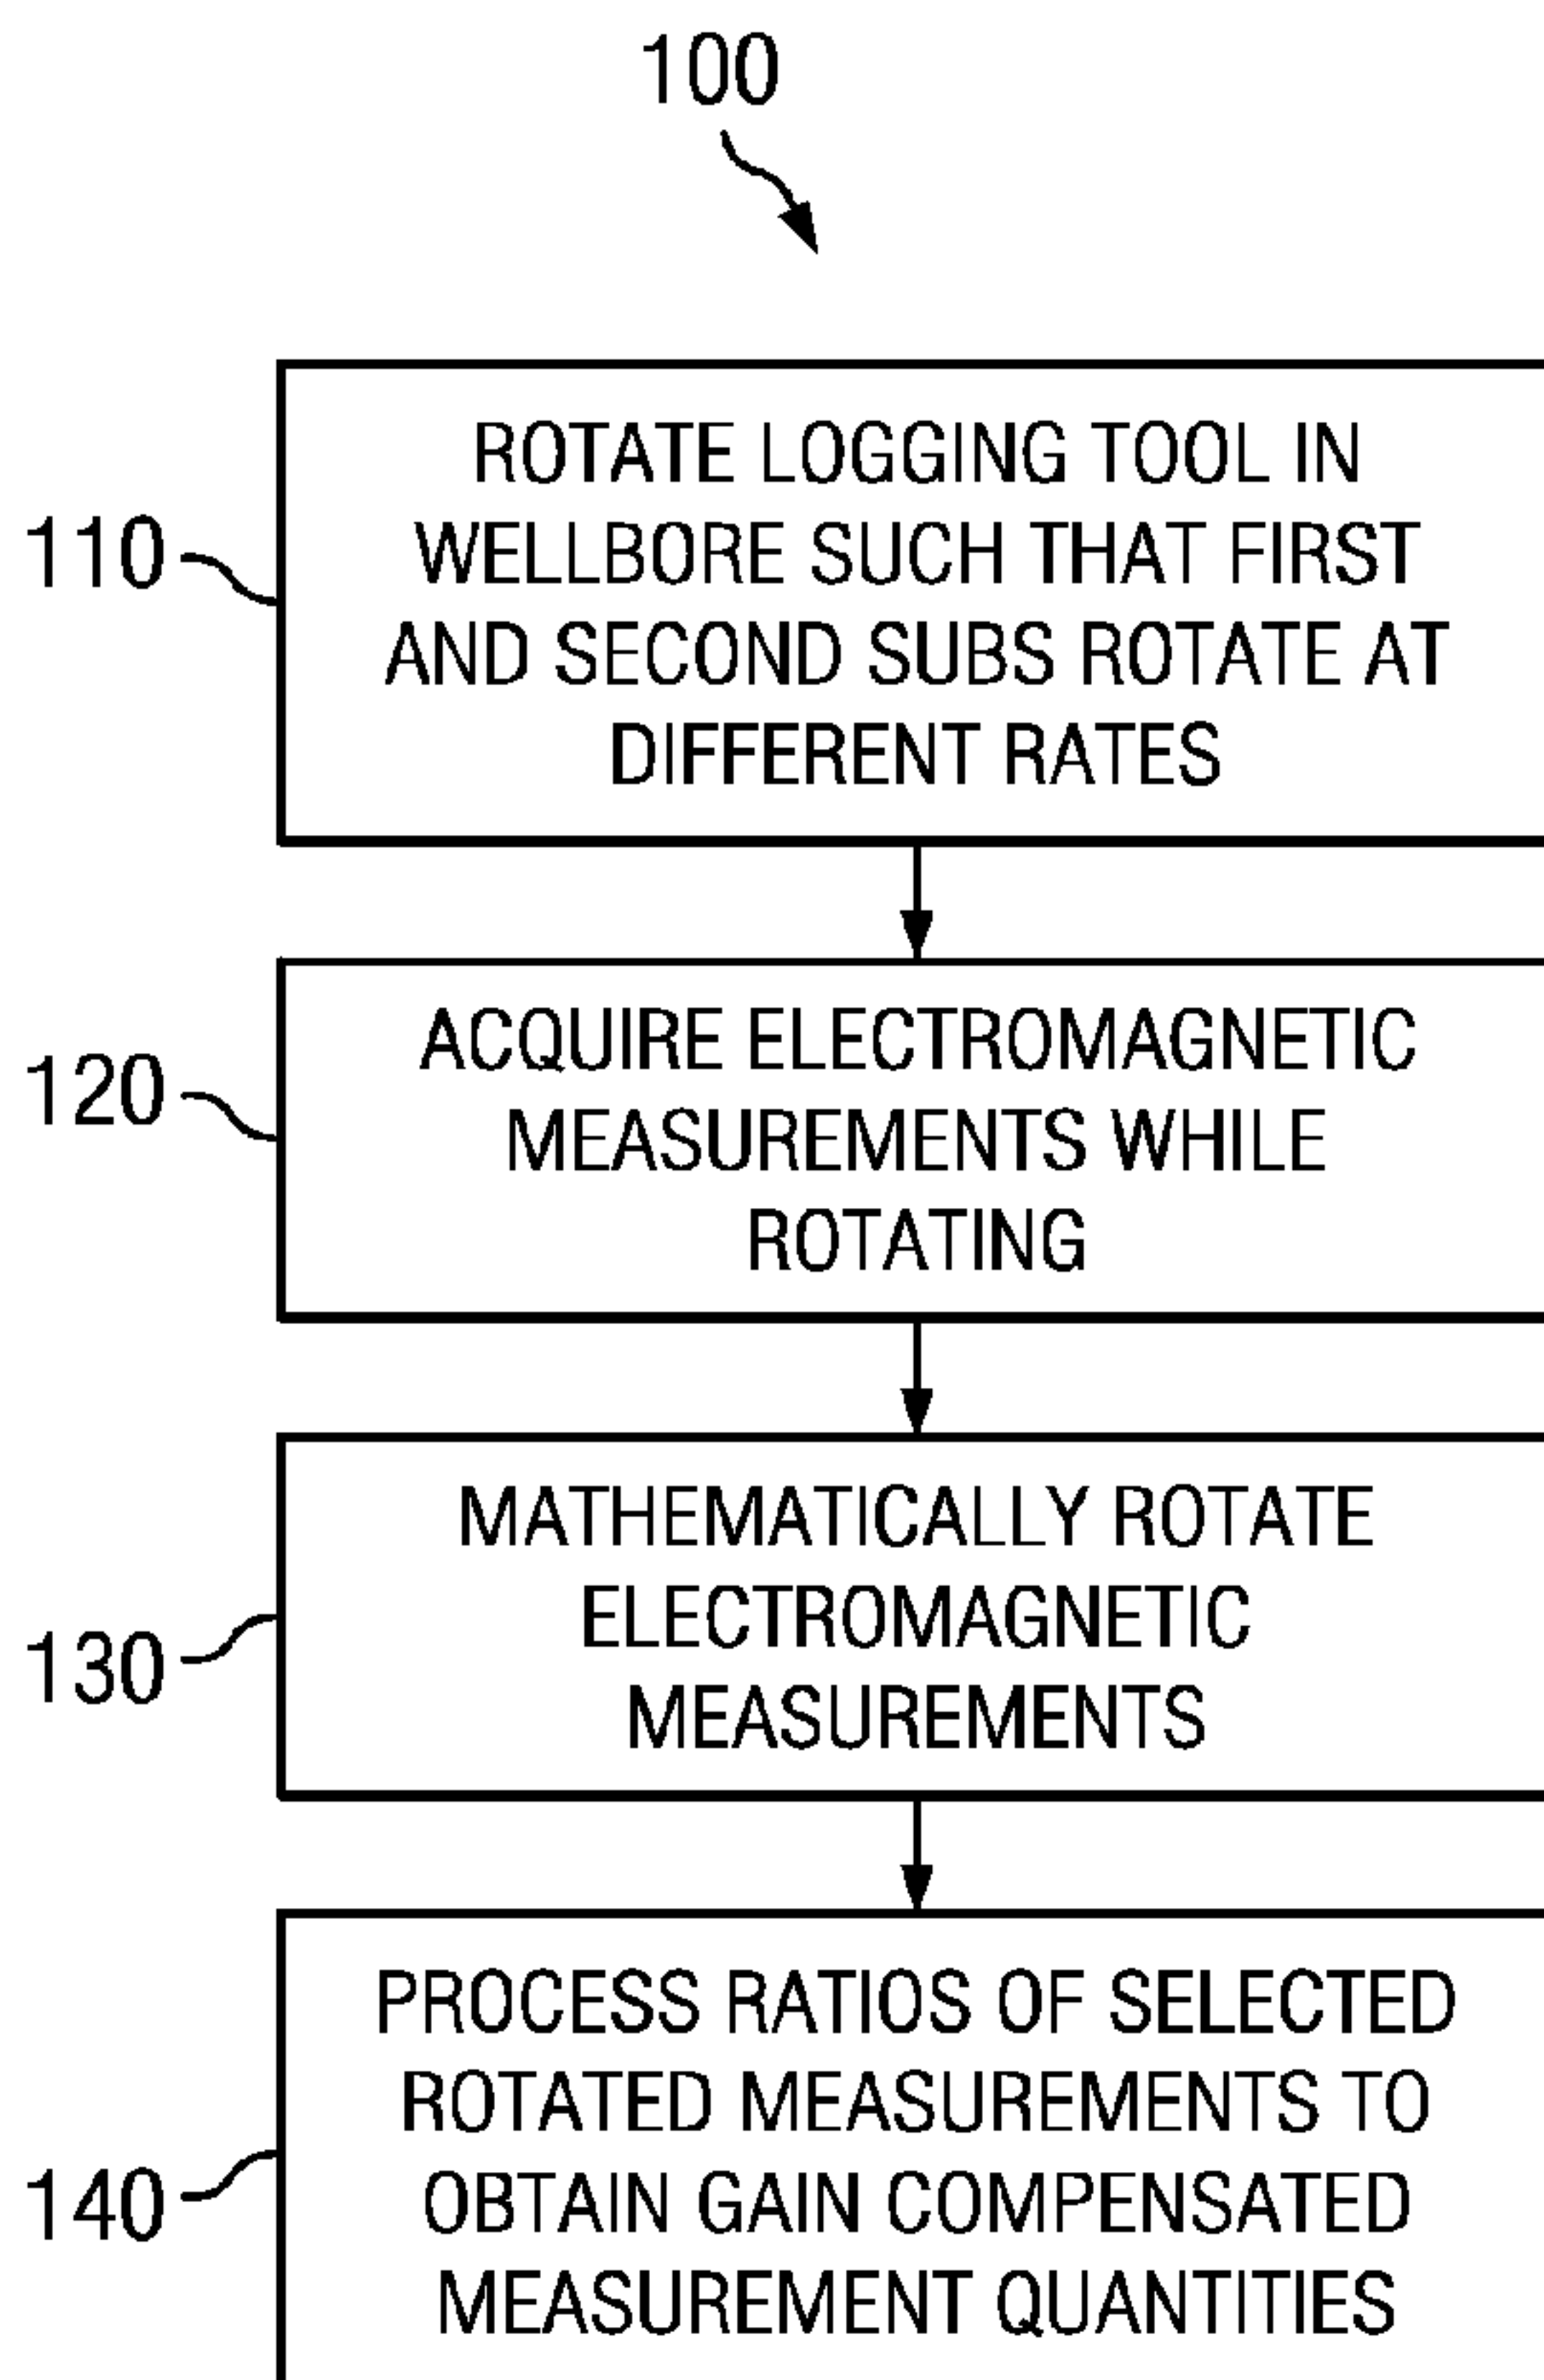 100
110
ROTATE LOGGING TOOL IN
WELLBORE SUCH THAT FIRST
AND SECOND SUBS ROTATE AT
DIFFERENT RATES
120
ACQUIRE ELECTROMAGNETIC
MEASUREMENTS WHILE
ROTATING
130
MATHEMATICALLY ROTATE
ELECTROMAGNETIC
MEASUREMENTS
140
PROCESS RATIOS OF SELECTED
ROTATED MEASUREMENTS TO
OBTAIN GAIN COMPENSATED
MEASUREMENT QUANTITIES